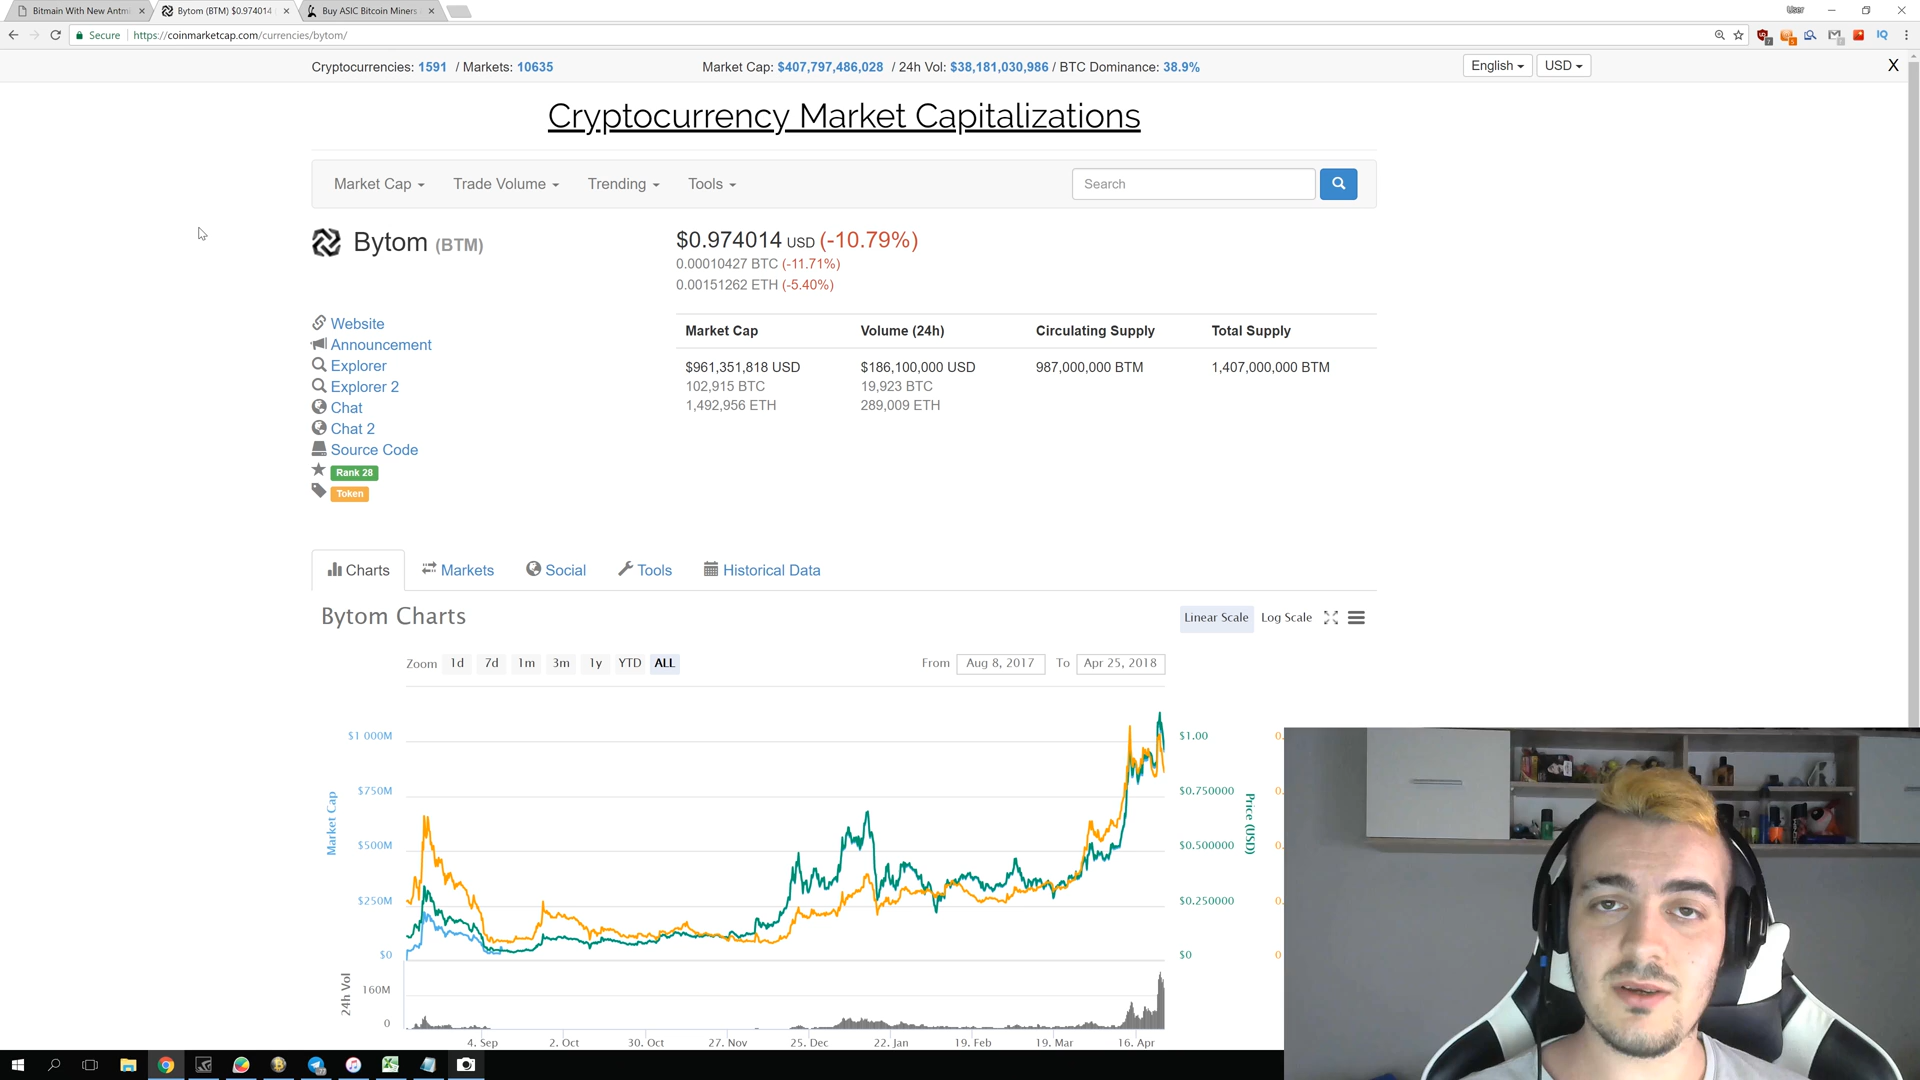 Bitmain With New Antmi
Bytom (BTM) $0.974014
Buy ASIC Bitcoin Miners
User
Secure
https://coinmarketcap.com/currencies/bytom/
Cryptocurrencies: 1591 / Markets: 10635
Market Cap: $407,797,486,028 / 24h Vol: $38,181,030,986 / BTC Dominance: 38.9%
English
USD
X
Cryptocurrency Market Capitalizations
Market Cap
Trade Volume
Trending
Tools
Search
Bytom (BTM)
$0.974014 USD (-10.79%)
0.00010427 BTC (-11.71%)
0.00151262 ETH (-5.40%)
Website
Announcement
Explorer
Explorer 2
Chat
Chat 2
Source Code
Rank 28
Token
Market Cap Volume (24h) Circulating Supply Total Supply
$961,351,818 USD $186,100,000 USD 987,000,000 BTM 1,407,000,000 BTM
102,915 BTC 19,923 BTC
1,492,956 ETH 289,009 ETH
Charts
Markets
Social
Tools
Historical Data
Bytom Charts
Linear Scale
Log Scale
Zoom 1d 7d 1m 3m 1y YTD ALL
From Aug 8, 2017 To Apr 25, 2018
$1 000M
$750M
$500M
$250M
$0
Market Cap
$1.00
$0.750000
$0.500000
$0.250000
$0
Price (USD)
0.
0.
0.
0.
0
24h Vol
160M
0
4. Sep
2. Oct
30. Oct
27. Nov
25. Dec
22. Jan
19. Feb
19. Mar
16. Apr